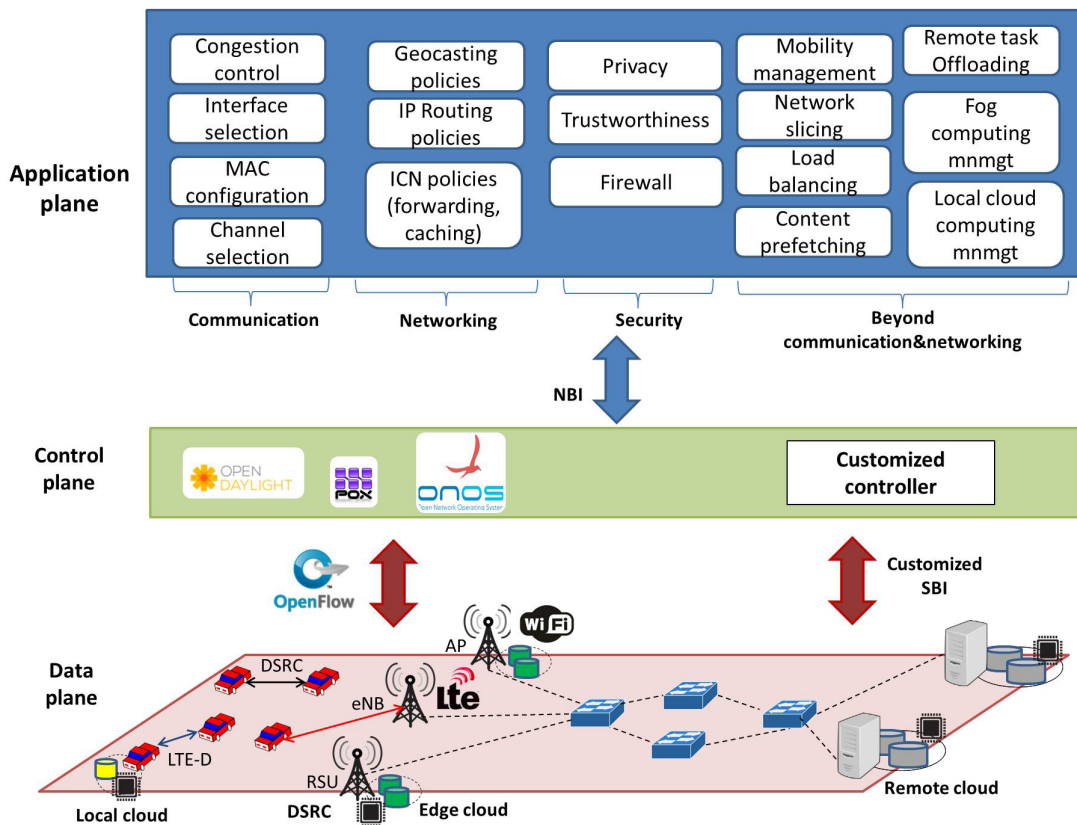 Application
plane
Congestion
control
Interface
selection
MAC
configuration
Channel
selection
Geocasting
policies
IP Routing
policies
ICN policies
(forwarding,
caching)
Privacy
Trustworthiness
Firewall
Mobility
management
Network
slicing
Load
balancing
Content
prefetching
Remote task
Offloading
Fog
computing
mnmgt
Local cloud
computing
mnmgt
Communication
Networking
Security
Beyond
communication&networking
NBI
Control
plane
OPEN
DAYLIGHT
POX
onos
Open Network Operating System
Customized
controller
OpenFlow
TM
Customized
SBI
Data
plane
DSRC
AP
Wi Fi
eNB
Lte
LTE-D
RSU
DSRC
Local cloud
Edge cloud
Remote cloud